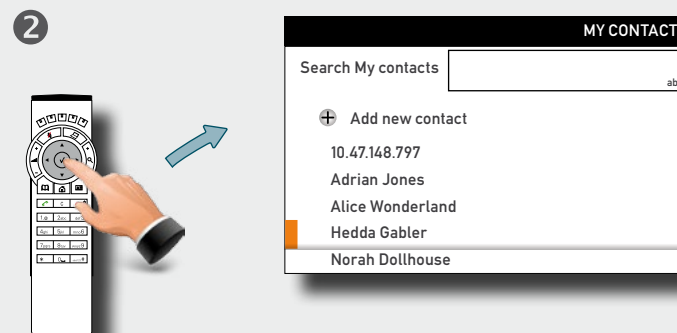 2
MY CONTACT
Search My contacts
ab
Add new contact
10.47.148.797
Adrian Jones
Alice Wonderland
Hedda Gabler
Norah Dollhouse